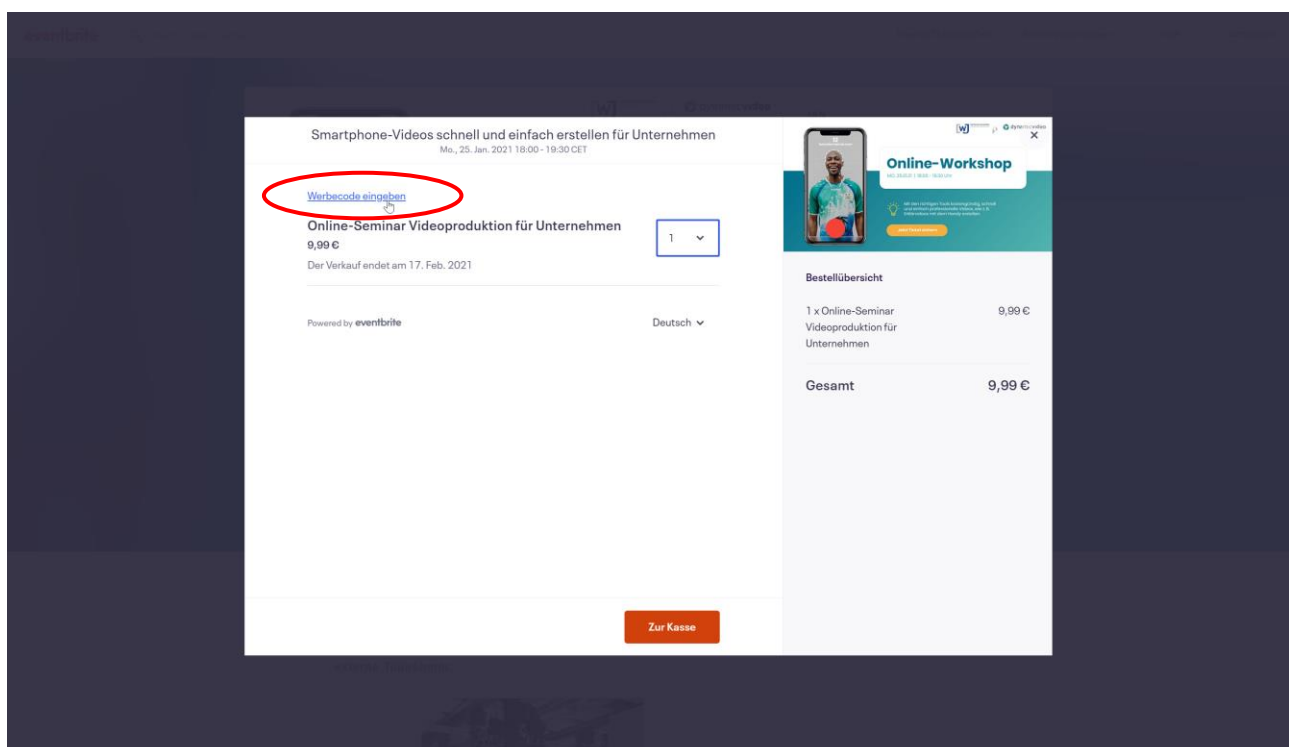 eventbrite
Smartphone-Videos schnell und einfach erstellen für Unternehmen
Mo., 25. Jan. 2021 18:00 - 19:30 CET
Werbecode eingeben
Online-Seminar Videoproduktion für Unternehmen
9,99 €
1
Der Verkauf endet am 17. Feb. 2021
Powered by eventbrite
Deutsch
Zur Kasse
[W]
dynamicvideo
Online-Workshop
Bestellübersicht
1 x Online-Seminar
9,99 €
Videoproduktion für
Unternehmen
Gesamt
9,99 €